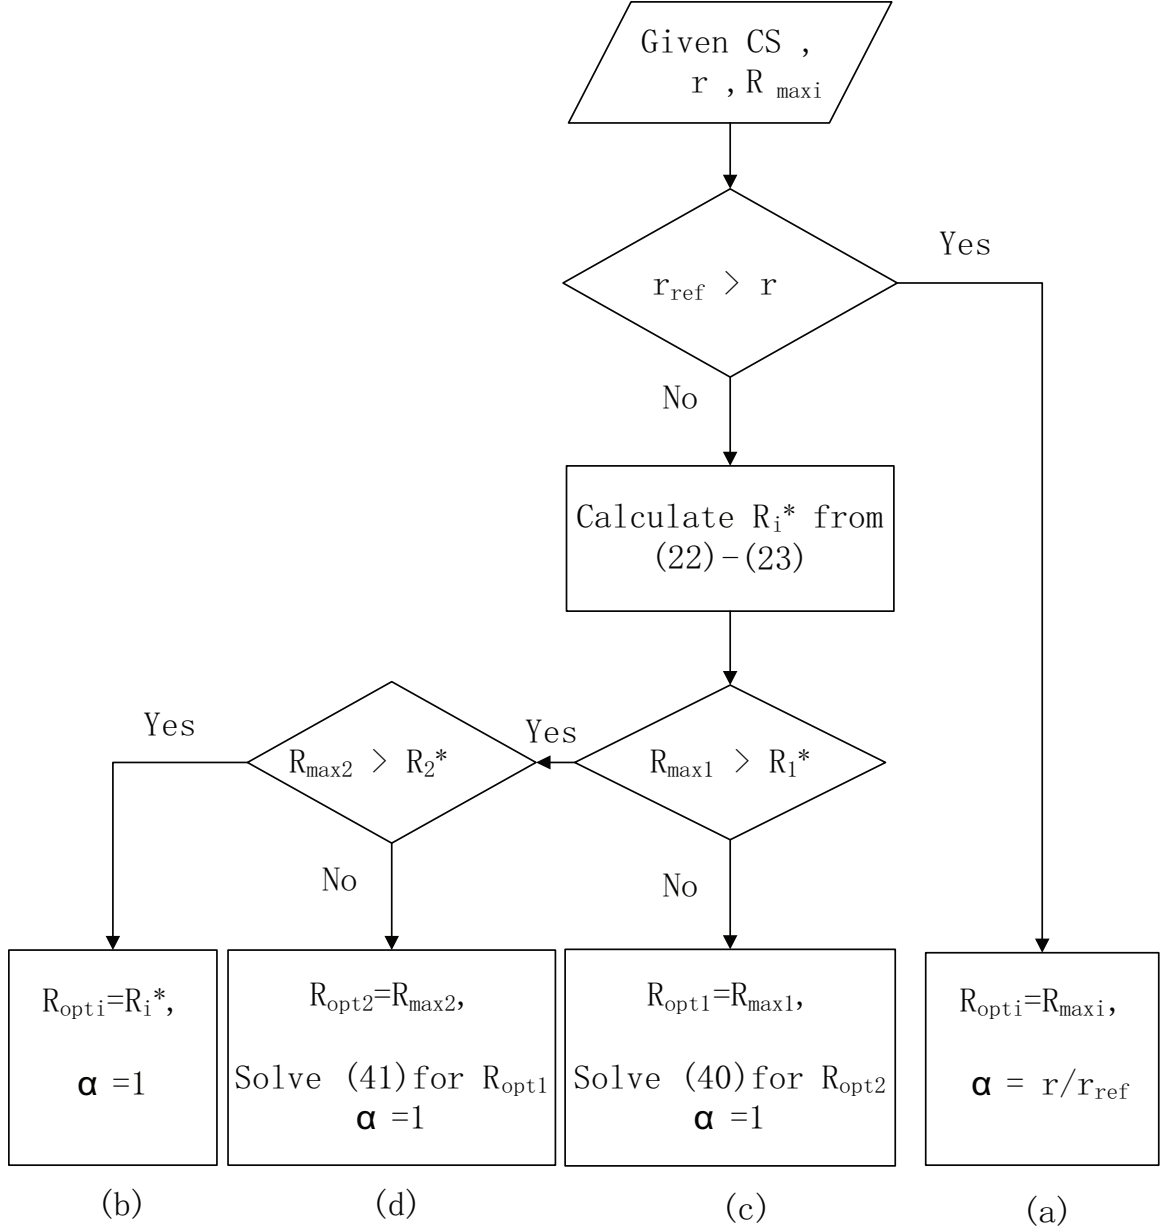 Given CS ,
r , R maxi
Yes
r_ref > r
No
Calculate R_i* from
(22)-(23)
Yes
R_max2 > R_2*
Yes
R_max1 > R_1*
No
No
R_opti=R_i*,
α =1
R_opt2=R_max2,
Solve (41)for R_opt1
α =1
R_opt1=R_max1,
Solve (40)for R_opt2
α =1
R_opti=R_maxi,
α = r/r_ref
(b)
(d)
(c)
(a)